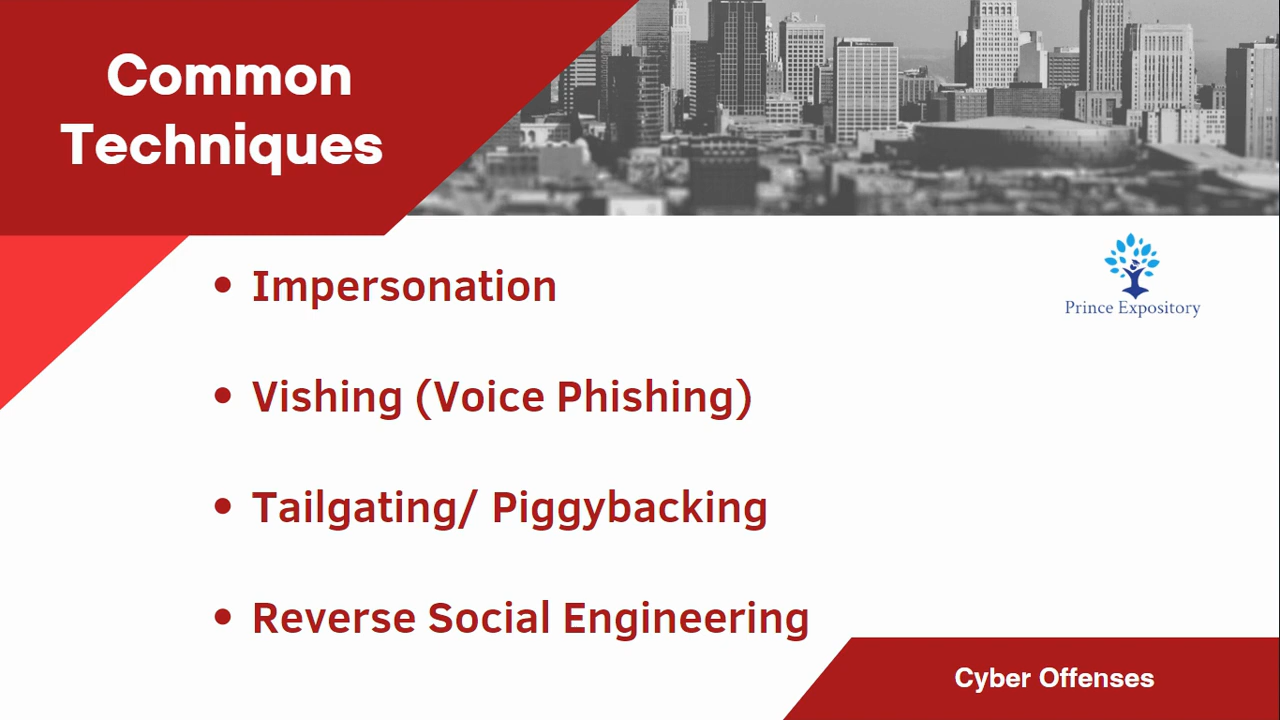 Common
Techniques
Impersonation
Prince Expository
Vishing (Voice Phishing)
Tailgating/ Piggybacking
Reverse Social Engineering
Cyber Offenses